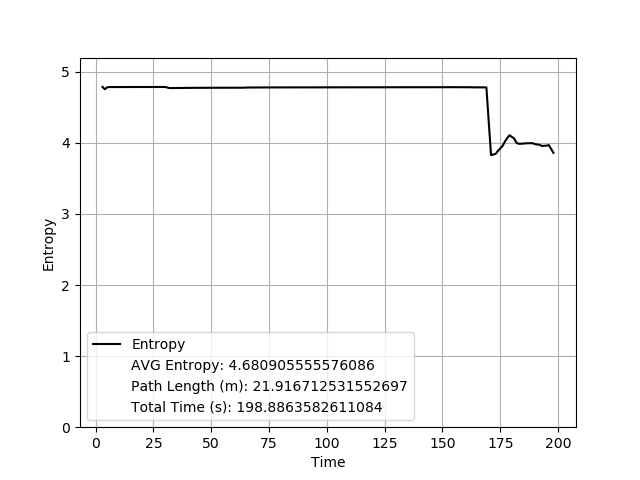 5
4
3
2
1
0
Entropy
Entropy
AVG Entropy: 4.680905555576086
Path Length (m): 21.916712531552697
Total Time (s): 198.8863582611084
0 25 50 75 100 125 150 175 200
Time